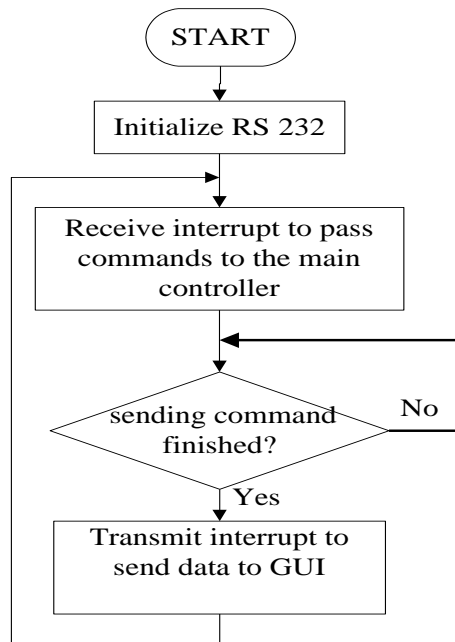 START
Initialize RS 232
Receive interrupt to pass
commands to the main
controller
sending command
finished?
No
Yes
Transmit interrupt to
send data to GUI